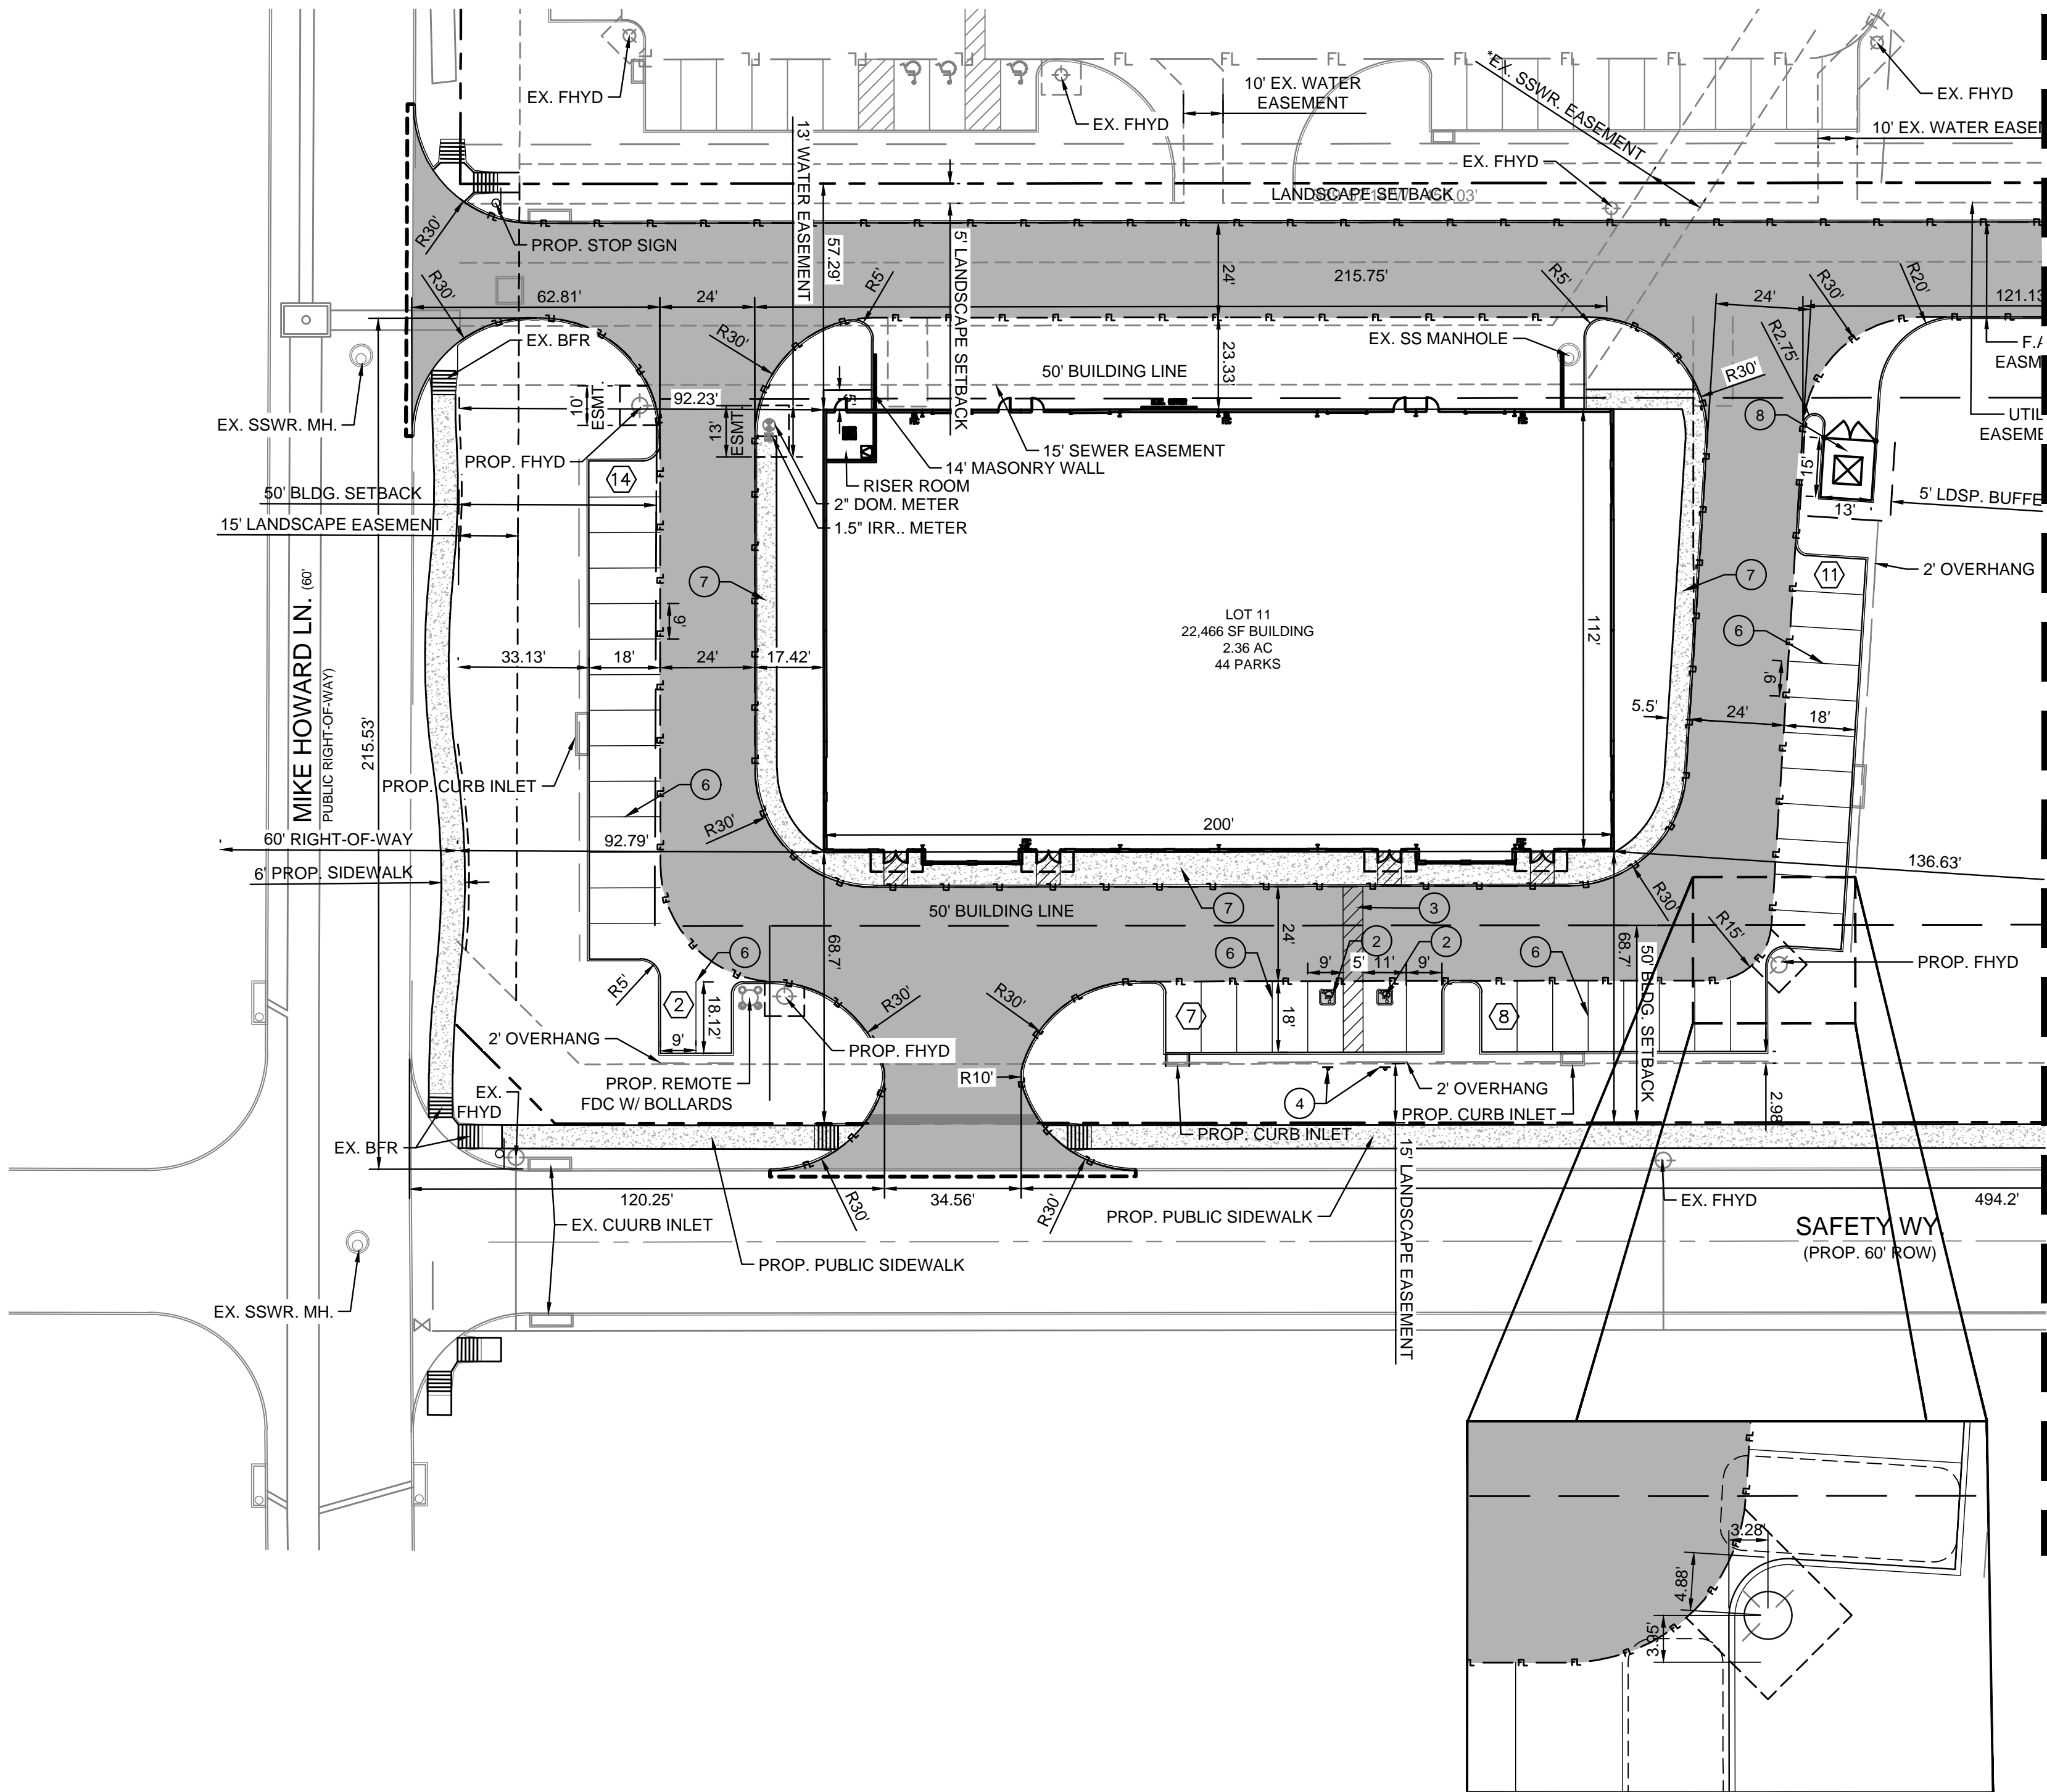 EX. FHYD
EX. FHYD
10' EX. WATER
EASEMENT
*EX. SSWR. EASEMENT
EX. FHYD
10' EX. WATER
EX. FHYD
13' WATER EASEMENT
LANDSCAPE SETBACK
R30'
PROP. STOP SIGN
57.29'
5' LANDSCAPE SETBACK
24'
215.75'
R5'
R5'
R30'
62.81'
24'
R30'
24'
R30'
R20'
121.13
R2.75'
EX. BFR
R30'
23.33'
EX. SS MANHOLE
50' BUILDING LINE
R30'
8
10'
ESMT.
92.23'
13'
ESMT.
5'
EX. SSWR. MH.
PROP. FHYD
14
15' SEWER EASEMENT
14' MASONRY WALL
RISER ROOM
2" DOM. METER
1.5" IRR.. METER
50' BLDG. SETBACK
15' LANDSCAPE EASEMENT
15'
13'
5' LDSP.
2' OVERHANG
11
7
7
6
9'
9'
MIKE HOWARD LN. (60'
PUBLIC RIGHT-OF-WAY)
215.53'
33.13'
18'
24'
17.42'
LOT 11
22,466 SF BUILDING
2.36 AC
44 PARKS
112'
5.5'
24'
18'
PROP. CURB INLET
6
R30'
200'
60' RIGHT-OF-WAY
92.79'
6' PROP. SIDEWALK
136.63'
50' BUILDING LINE
7
3
R30'
R15'
68.7'
24'
6
6
2
2
6
9'
5'
11'
9'
68.7'
50' BLDG. SETBACK
PROP. FHYD
R5'
2
18.12'
9'
R30'
R30'
7
18'
8
2' OVERHANG
PROP. FHYD
PROP. REMOTE
FDC W/ BOLLARDS
R10'
4
2' OVERHANG
PROP. CURB INLET
PROP. CURB INLET
2.98
EX.
FHYD
EX. BFR
120.25'
R30'
34.56'
R30'
15' LANDSCAPE EASEMENT
PROP. PUBLIC SIDEWALK
EX. FHYD
494.2'
EX. CUURB INLET
PROP. PUBLIC SIDEWALK
SAFETY WY.
(PROP. 60' ROW)
EX. SSWR. MH.
3.28'
4.88'
3.95'